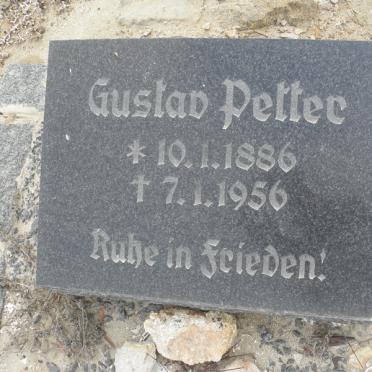 Gustav Petter
* 10.1.1886
† 7.1.1956
Ruhe in Frieden!